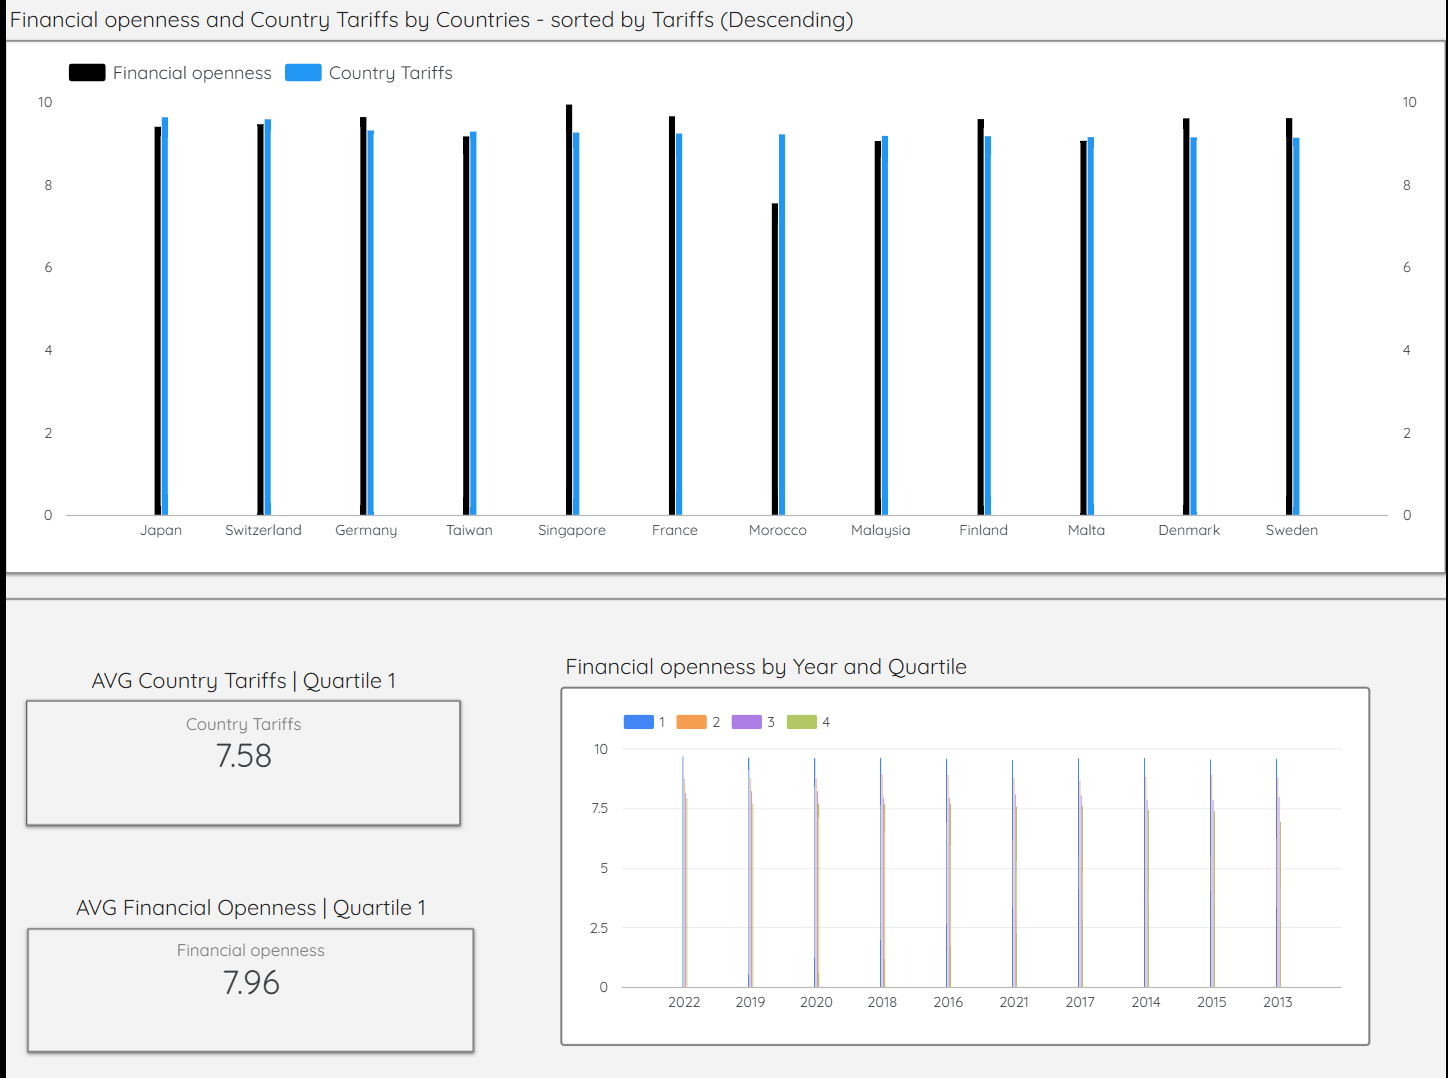 Financial openness and Country Tariffs by Countries - sorted by Tariffs (Descending)
Financial openness Country Tariffs
10 10
8 8
6 6
4 4
2 2
0 0
Japan Switzerland Germany Taiwan Singapore France Morocco Malaysia Finland Malta Denmark Sweden
AVG Country Tariffs | Quartile 1
Country Tariffs
7.58
AVG Financial Openness | Quartile 1
Financial openness
7.96
Financial openness by Year and Quartile
1 2 3 4
10
7.5
5
2.5
0
2022 2019 2020 2018 2016 2021 2017 2014 2015 2013